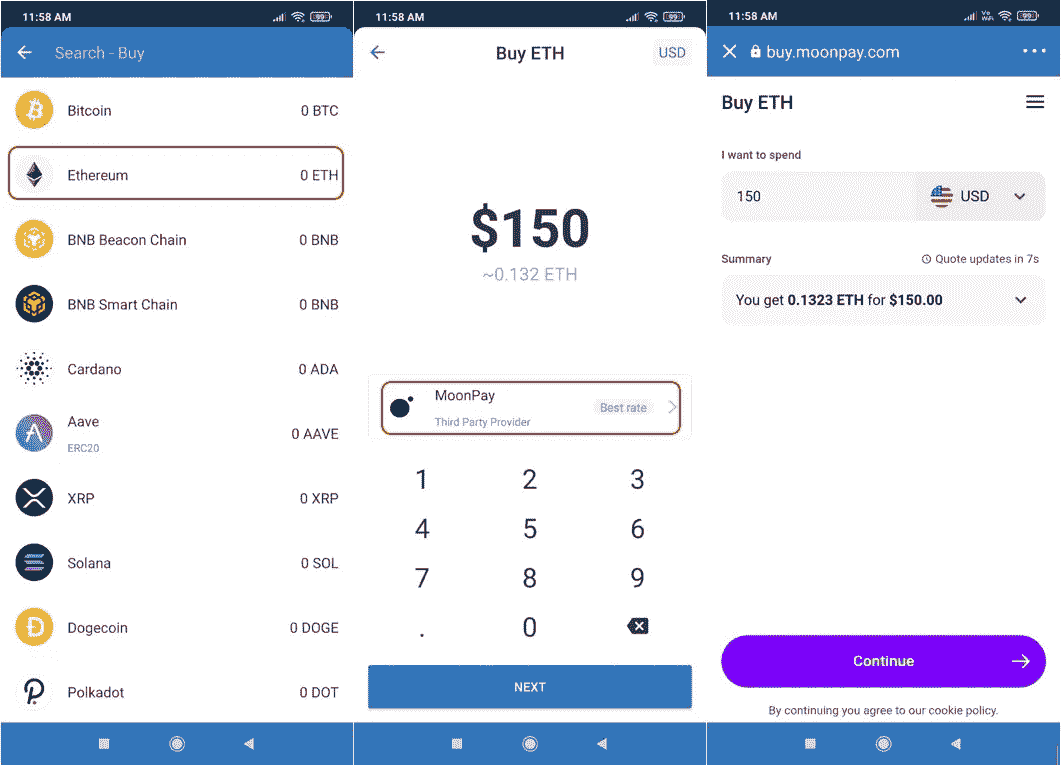 11:58 AM
99
Search - Buy
Bitcoin 0 BTC
Ethereum 0 ETH
BNB Beacon Chain 0 BNB
BNB Smart Chain 0 BNB
Cardano 0 ADA
Aave
ERC20
0 AAVE
XRP 0 XRP
Solana 0 SOL
Dogecoin 0 DOGE
Polkadot 0 DOT
11:58 AM
99
Buy ETH USD
$150
~0.132 ETH
MoonPay
Third Party Provider
Best rate
1 2 3
4 5 6
7 8 9
. 0
NEXT
11:58 AM
Vo WiFi 99
buy.moonpay.com
Buy ETH
I want to spend
150 USD
Summary Quote updates in 7s
You get 0.1323 ETH for $150.00
Continue
By continuing you agree to our cookie policy.